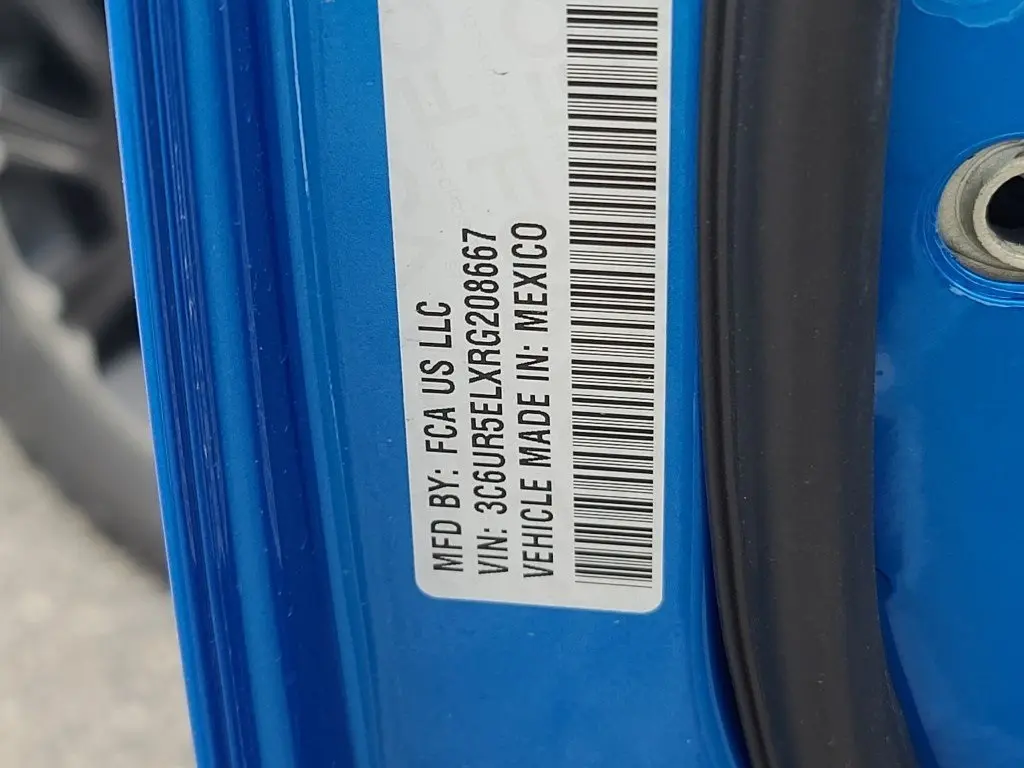 MFD BY: FCA US LLC
VIN: 3C6UR5ELXRG208667
VEHICLE MADE IN: MEXICO